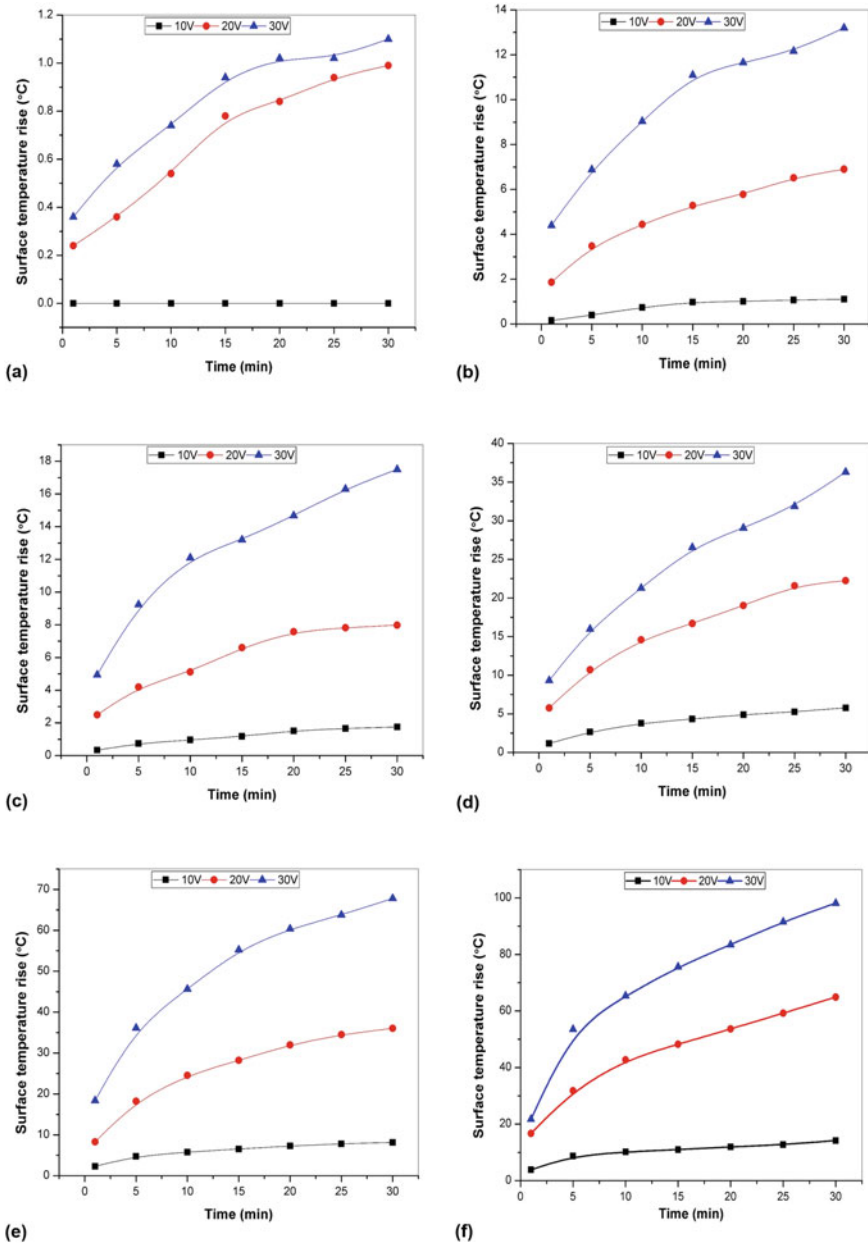 10V 20V 30V
Surface temperature rise (°C)
1.2
1.0
0.8
0.6
0.4
0.2
0.0
0 5 10 15 20 25 30
Time (min)
(a)
10V 20V 30V
Surface temperature rise (°C)
14
12
10
8
6
4
2
0
0 5 10 15 20 25 30
Time (min)
(b)
10V 20V 30V
Surface temperature rise (°C)
18
16
14
12
10
8
6
4
2
0
0 5 10 15 20 25 30
Time (min)
(c)
10V 20V 30V
Surface temperature rise (°C)
40
35
30
25
20
15
10
5
0
0 5 10 15 20 25 30
Time (min)
(d)
10V 20V 30V
Surface temperature rise (°C)
70
60
50
40
30
20
10
0
0 5 10 15 20 25 30
Time (min)
(e)
10V 20V 30V
Surface temperature rise (°C)
100
80
60
40
20
0
0 5 10 15 20 25 30
Time (min)
(f)